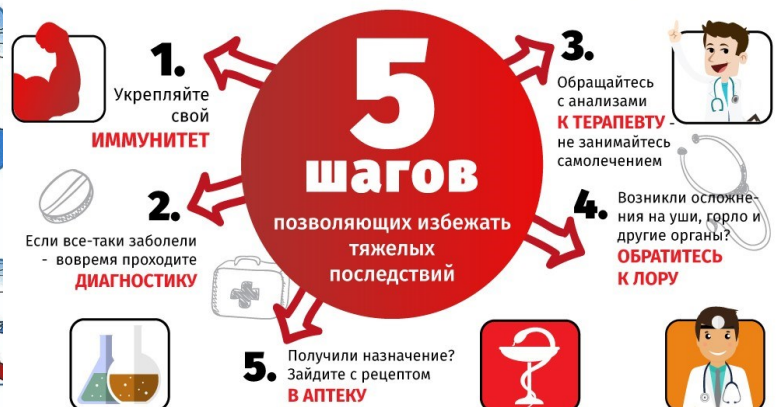 5
шагов
позволяющих избежать
тяжелых
последствий
1.
Укрепляйте
свой
ИММУНИТЕТ
2.
Если все-таки заболели
- вовремя проходите
ДИАГНОСТИКУ
3.
Обращайтесь
с анализами
К ТЕРАПЕВТУ -
не занимайтесь
самолечением
4.
Возникли осложне-
ния на уши, горло и
другие органы?
ОБРАТИТЕСЬ
К ЛОРУ
5.
Получили назначение?
Зайдите с рецептом
В АПТЕКУ